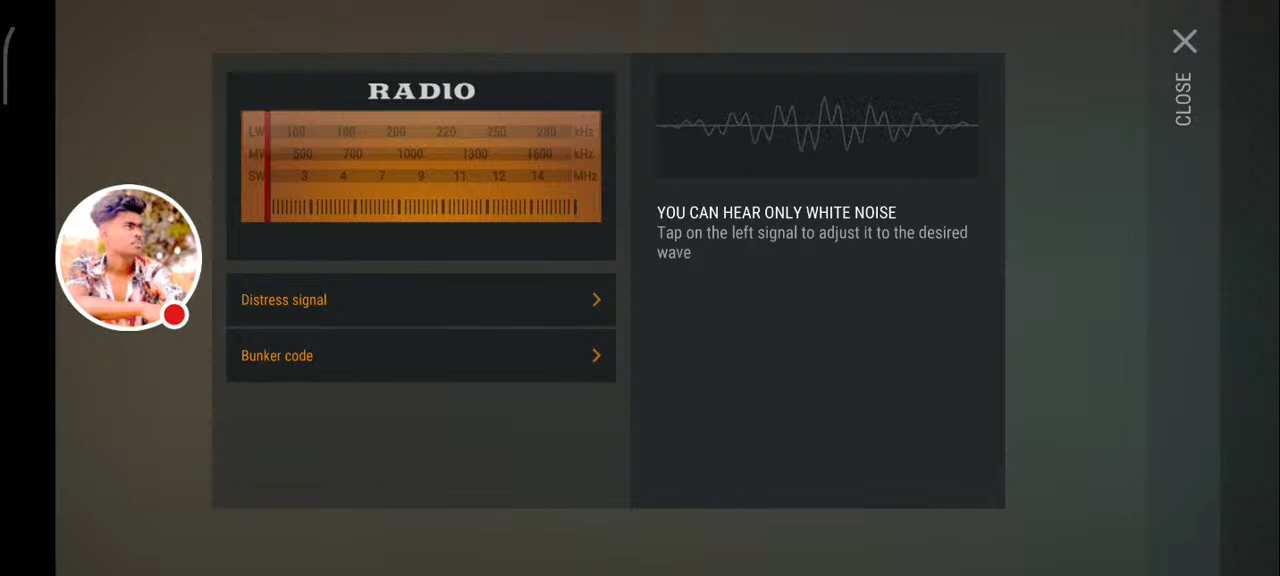 RADIO
LW 160 180 200 220 250 280 kHz
MV 500 700 1000 1300 1600 kHz
SW 3 4 7 9 11 12 14 MHz
Distress signal
Bunker code
YOU CAN HEAR ONLY WHITE NOISE
Tap on the left signal to adjust it to the desired
wave
CLOSE